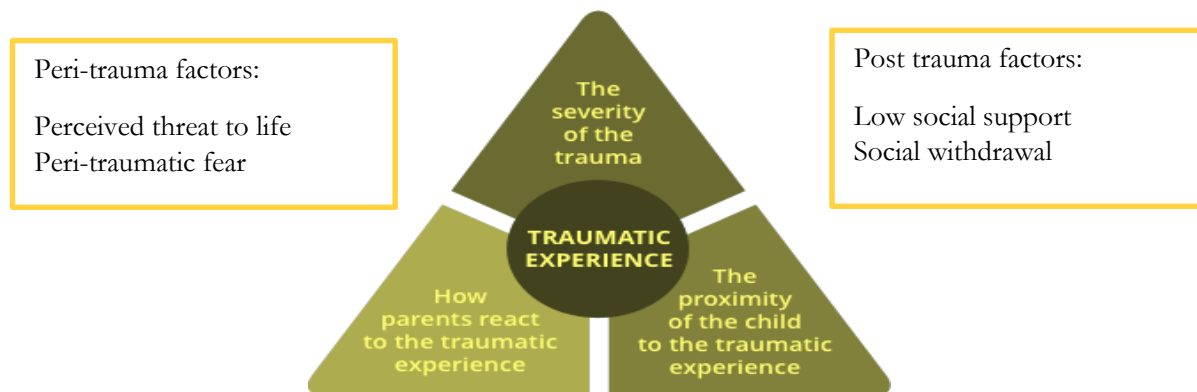 Peri-trauma factors:
Perceived threat to life
Peri-traumatic fear
The
severity
of the
trauma
Post trauma factors:
Low social support
Social withdrawal
TRAUMATIC
EXPERIENCE
How
parents react
to the traumatic
experience
The
proximity
of the child
to the traumatic
experience